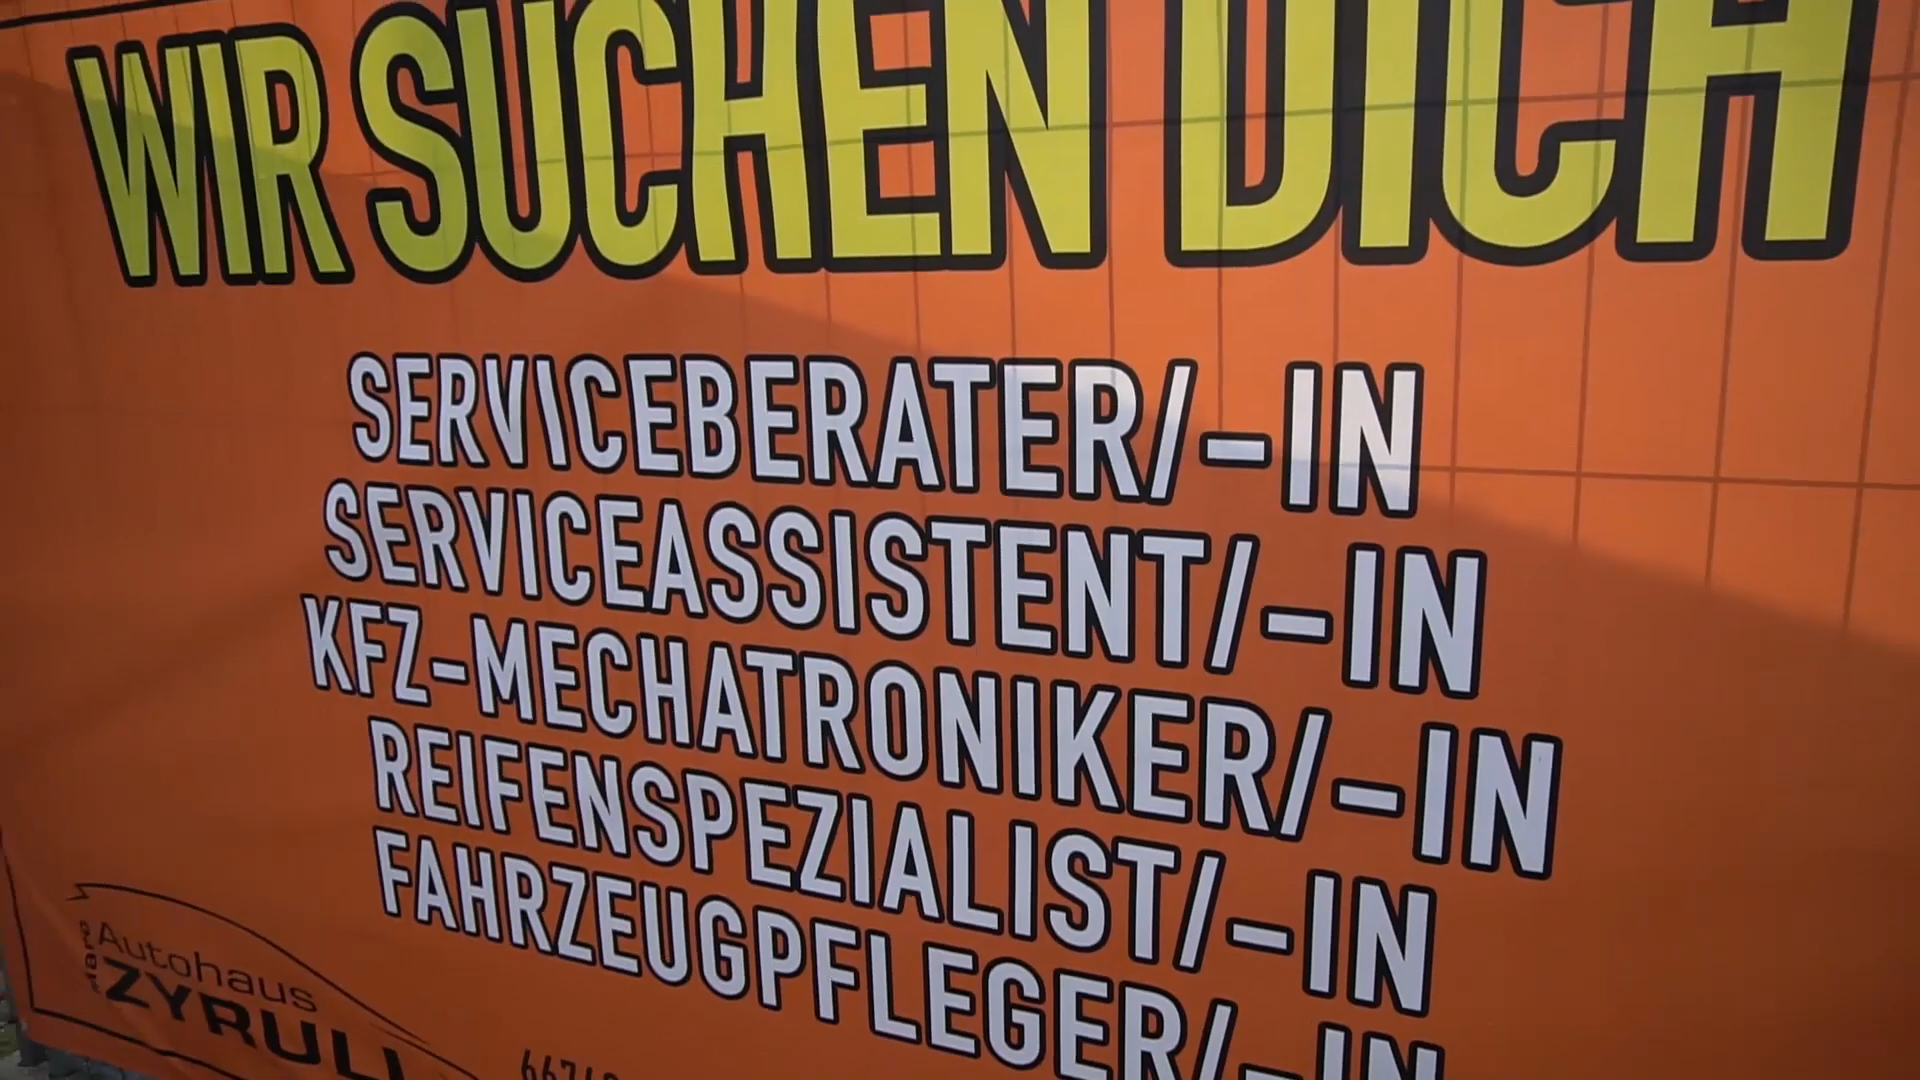 WIR SUCHEN DICH
SERVICEBERATER/-IN
SERVICEASSISTENT/-IN
KFZ-MECHATRONIKER/-IN
REIFENSPEZIALIST/-IN
FAHRZEUGPFLEGER/-IN
Autohaus